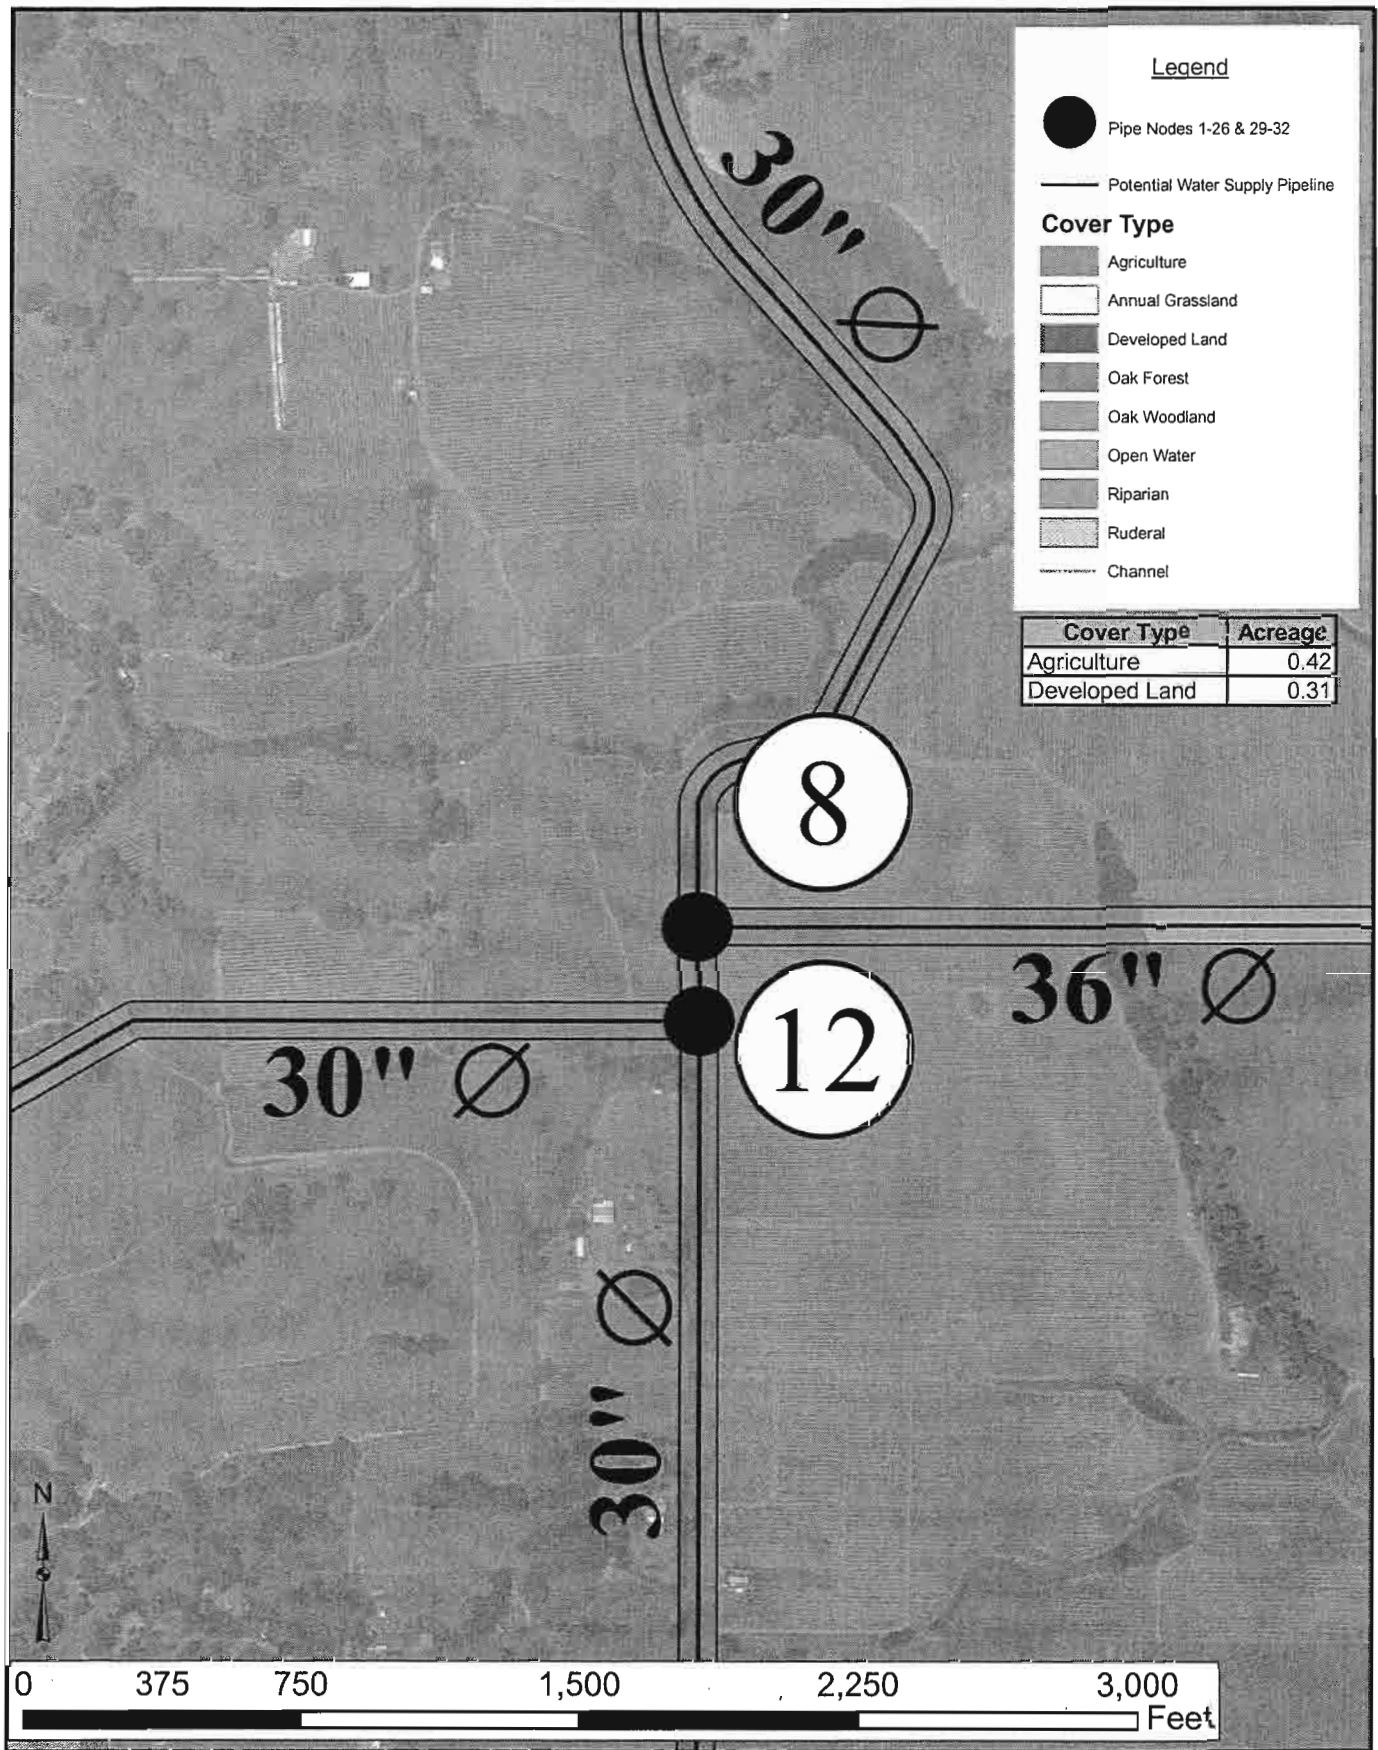 Legend
Pipe Nodes 1-26 & 29-32
Potential Water Supply Pipeline
Cover Type
Agriculture
Annual Grassland
Developed Land
Oak Forest
Oak Woodland
Open Water
Riparian
Ruderal
Channel
Cover Type Acreage
Agriculture 0.42
Developed Land 0.31
30" Ø
8
36" Ø
12
30" Ø
30" Ø
N
0 375 750 1,500 2,250 3,000
Feet